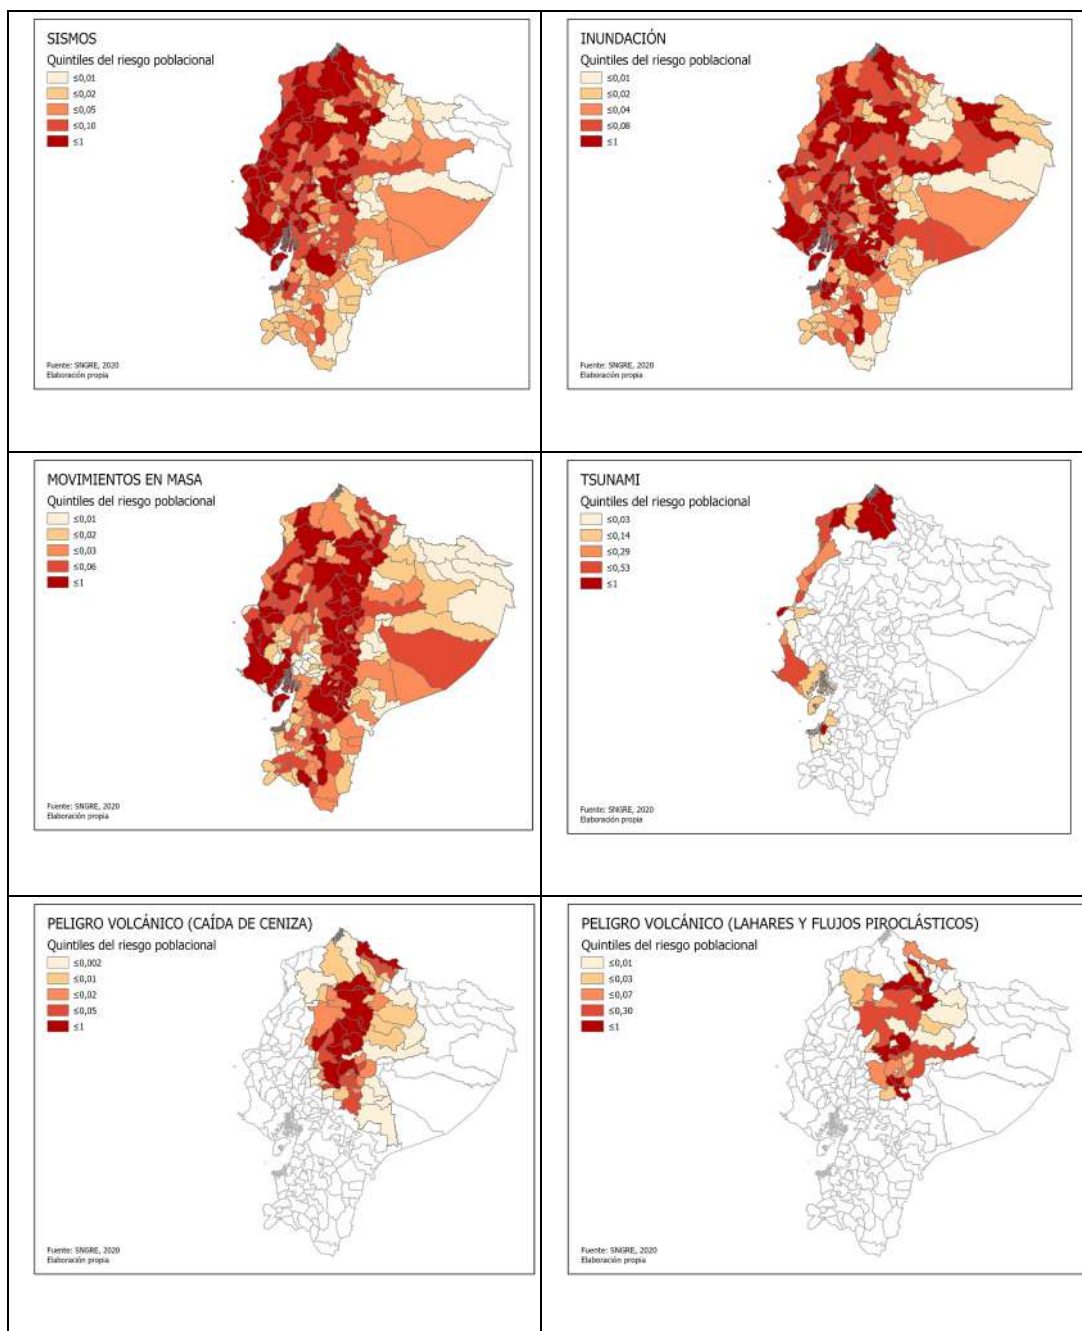 SISMOS
Quintiles del riesgo poblacional
≤0,01
≤0,02
≤0,05
≤0,10
≤1
Fuente: SNGRE, 2020
Elaboración propia
INUNDACIÓN
Quintiles del riesgo poblacional
≤0,01
≤0,02
≤0,04
≤0,08
≤1
Fuente: SNGRE, 2020
Elaboración propia
MOVIMIENTOS EN MASA
Quintiles del riesgo poblacional
≤0,01
≤0,02
≤0,03
≤0,06
≤1
Fuente: SNGRE, 2020
Elaboración propia
TSUNAMI
Quintiles del riesgo poblacional
≤0,03
≤0,14
≤0,29
≤0,53
≤1
Fuente: SNGRE, 2020
Elaboración propia
PELIGRO VOLCÁNICO (CAÍDA DE CENIZA)
Quintiles del riesgo poblacional
≤0,002
≤0,01
≤0,02
≤0,05
≤1
Fuente: SNGRE, 2020
Elaboración propia
PELIGRO VOLCÁNICO (LAHARES Y FLUJOS PIROCLÁSTICOS)
Quintiles del riesgo poblacional
≤0,01
≤0,03
≤0,07
≤0,30
≤1
Fuente: SNGRE, 2020
Elaboración propia